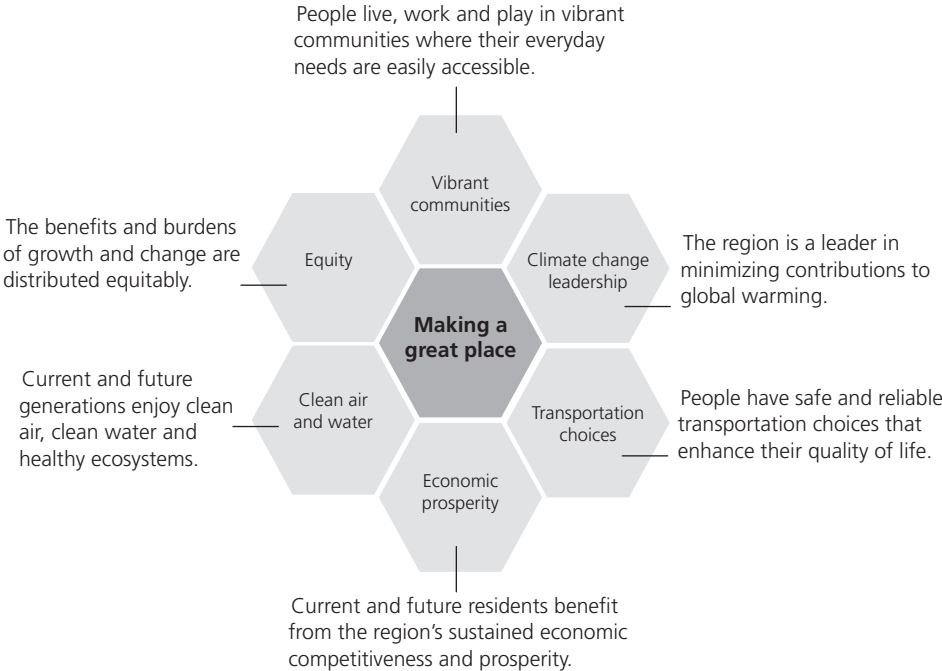 People live, work and play in vibrant
communities where their everyday
needs are easily accessible.
Vibrant
communities
The benefits and burdens
of growth and change are
distributed equitably.
Equity
Climate change
leadership
The region is a leader in
minimizing contributions to
global warming.
Making a
great place
Current and future
generations enjoy clean
air, clean water and
healthy ecosystems.
Clean air
and water
Transportation
choices
People have safe and reliable
transportation choices that
enhance their quality of life.
Economic
prosperity
Current and future residents benefit
from the region’s sustained economic
competitiveness and prosperity.